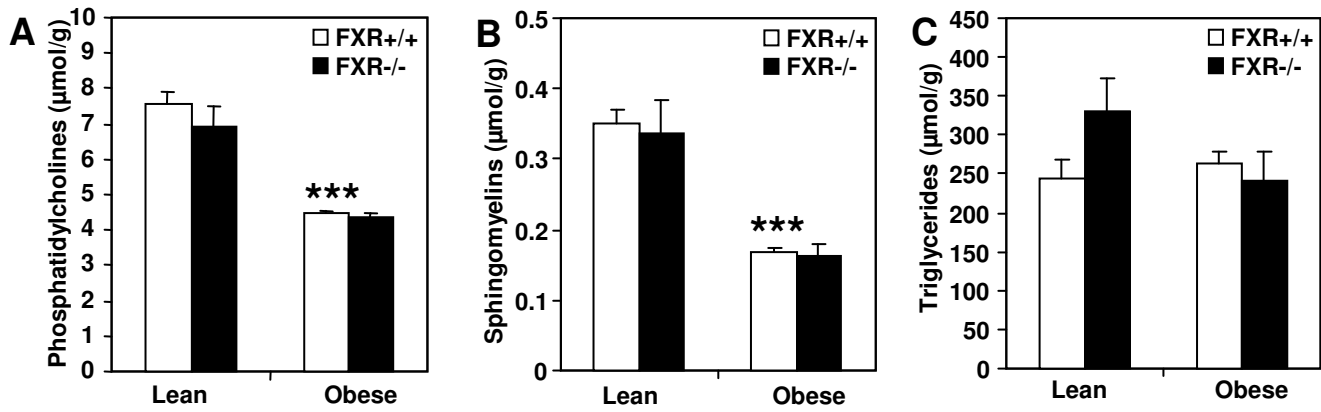 A
Phosphatidylcholines (µmol/g)
10
9
8
7
6
5
4
3
2
1
0
FXR+/+
FXR-/-
***
Lean
Obese
B
Sphingomyelins (µmol/g)
0.5
0.4
0.3
0.2
0.1
0
FXR+/+
FXR-/-
***
Lean
Obese
C
Triglycerides (µmol/g)
450
400
350
300
250
200
150
100
50
0
FXR+/+
FXR-/-
Lean
Obese